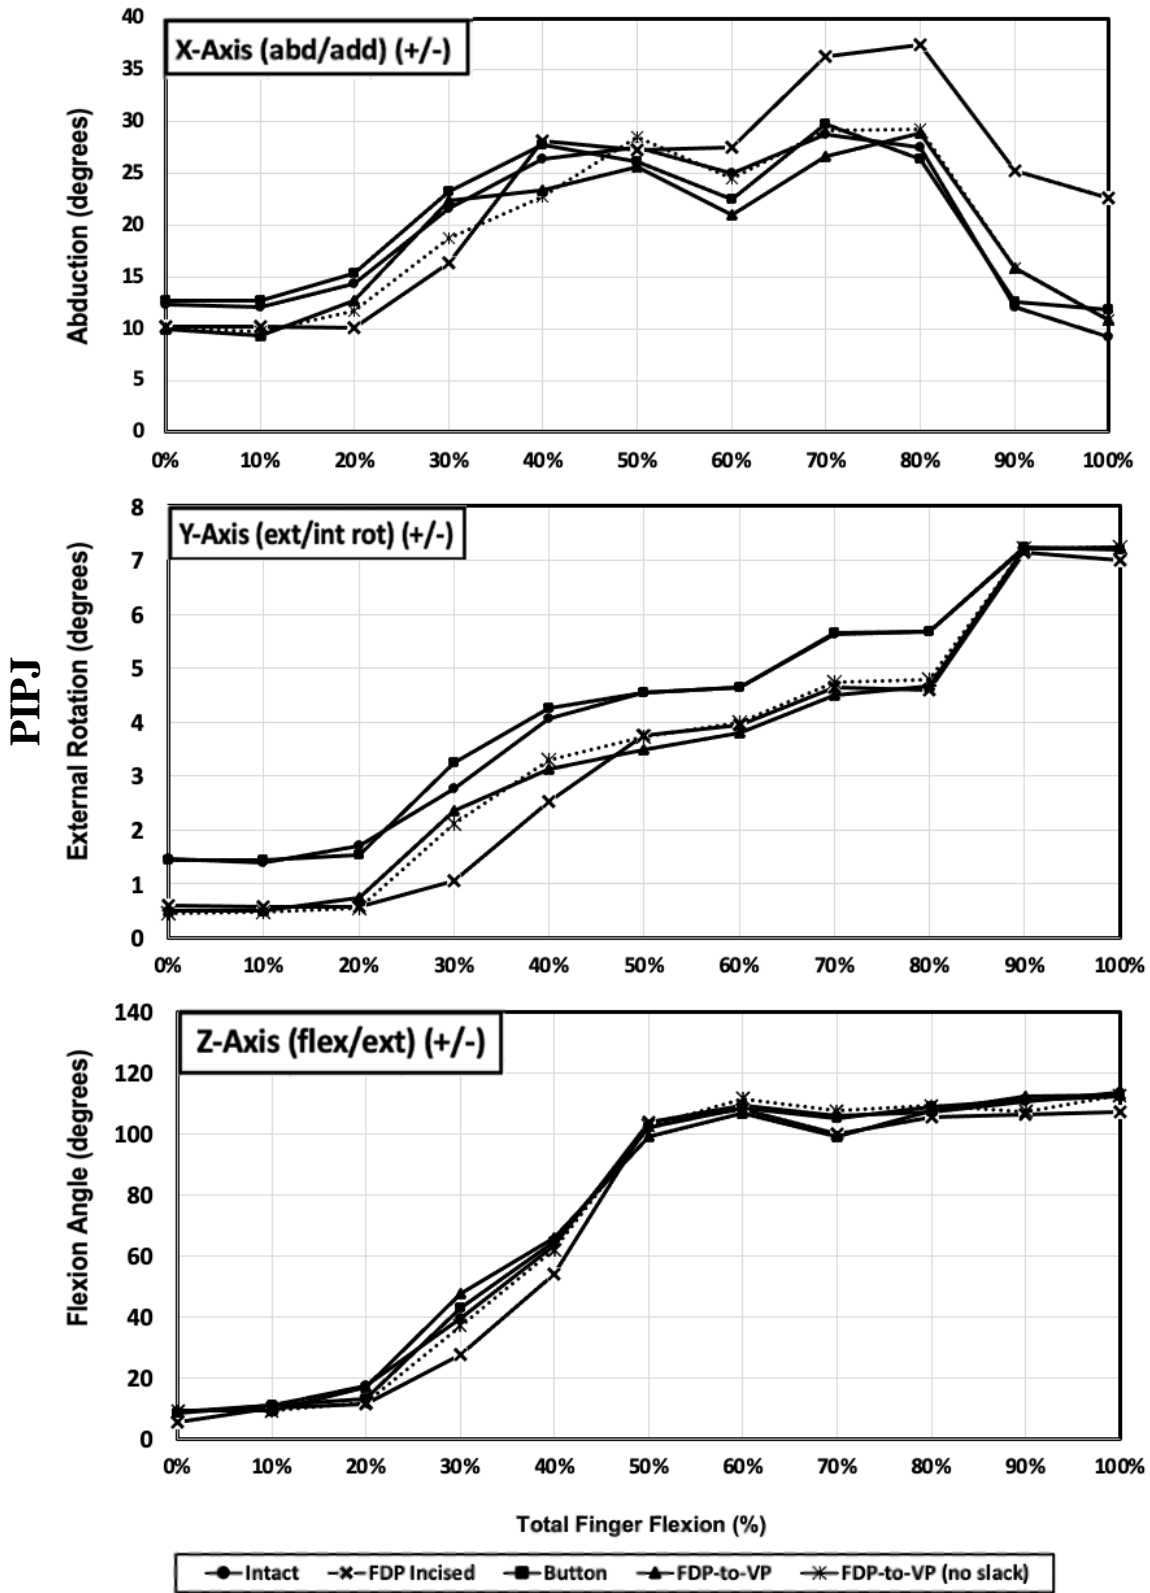 PIPJ
X-Axis (abd/add) (+/-)
Abduction (degrees)
40
35
30
25
20
15
10
5
0
0% 10% 20% 30% 40% 50% 60% 70% 80% 90% 100%
Y-Axis (ext/int rot) (+/-)
External Rotation (degrees)
8
7
6
5
4
3
2
1
0
0% 10% 20% 30% 40% 50% 60% 70% 80% 90% 100%
Z-Axis (flex/ext) (+/-)
Flexion Angle (degrees)
140
120
100
80
60
40
20
0
0% 10% 20% 30% 40% 50% 60% 70% 80% 90% 100%
Total Finger Flexion (%)
Intact FDP Incised Button FDP-to-VP FDP-to-VP (no slack)